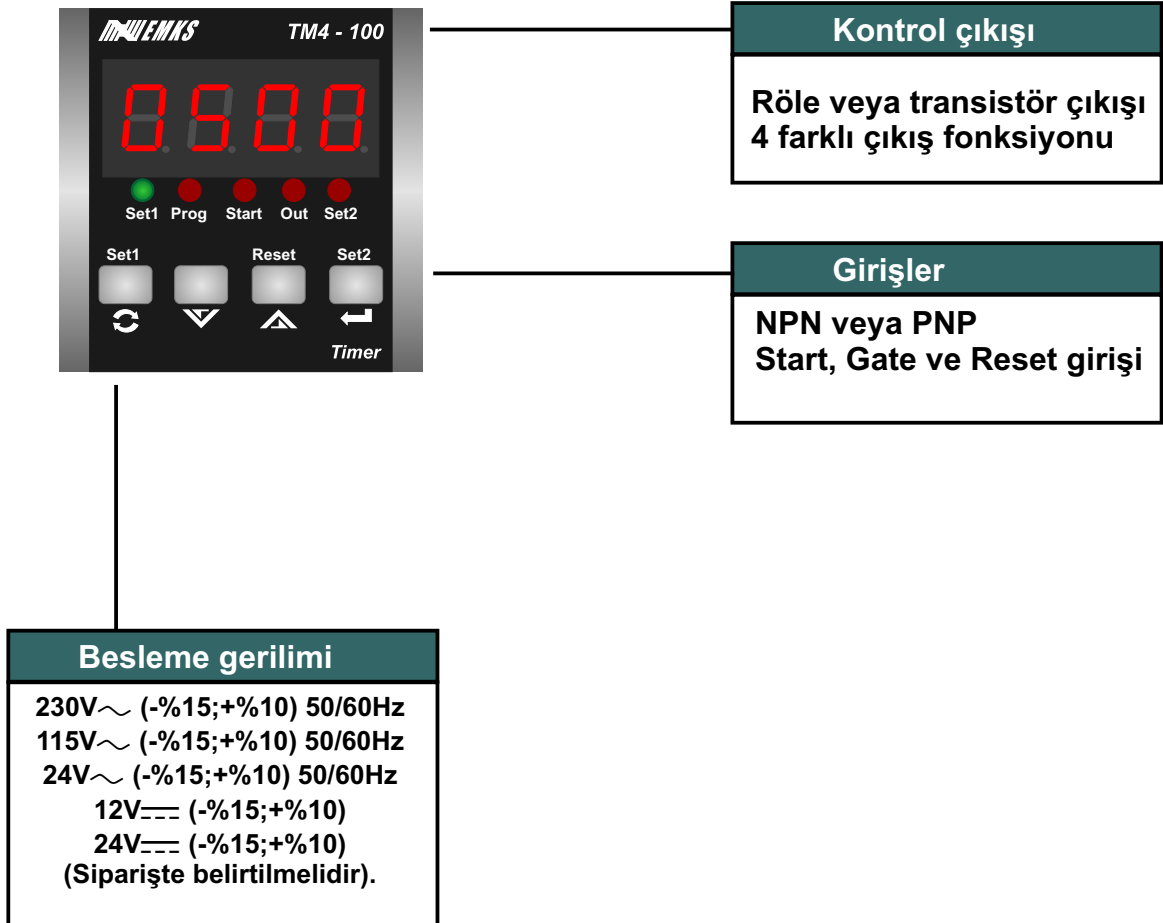 EMKS TM4 - 100
0500
Set1 Prog Start Out Set2
Set1 Reset Set2
Timer
Kontrol çıkışı
Röle veya transistör çıkışı
4 farklı çıkış fonksiyonu
Girişler
NPN veya PNP
Start, Gate ve Reset girişi
Besleme gerilimi
230V～ (-%15;+%10) 50/60Hz
115V～ (-%15;+%10) 50/60Hz
24V～ (-%15;+%10) 50/60Hz
12V⎓ (-%15;+%10)
24V⎓ (-%15;+%10)
(Siparişte belirtilmelidir).